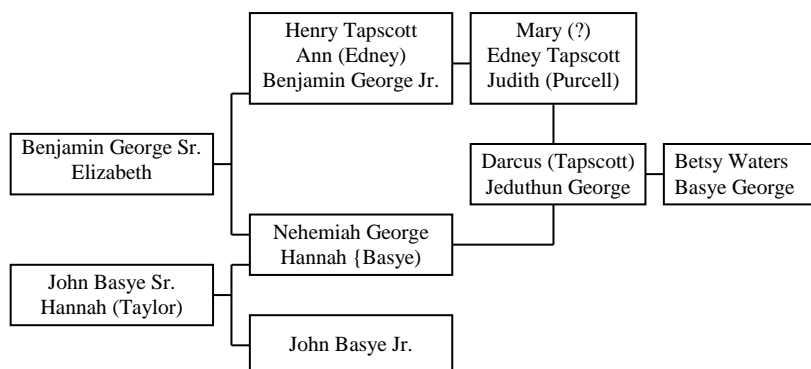 Henry Tapscott
Ann (Edney)
Benjamin George Jr.
Mary (?)
Edney Tapscott
Judith (Purcell)
Benjamin George Sr.
Elizabeth
Darcus (Tapscott)
Jeduthun George
Betsy Waters
Basye George
Nehemiah George
Hannah {Basye)
John Basye Sr.
Hannah (Taylor)
John Basye Jr.